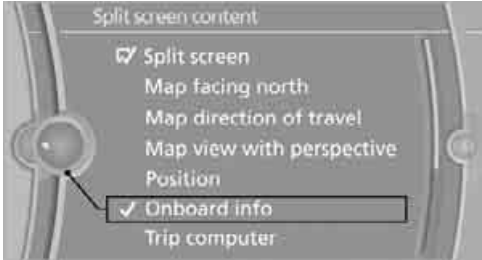 Split screen content
Split screen
Map facing north
Map direction of travel
Map view with perspective
Position
Onboard info
Trip computer